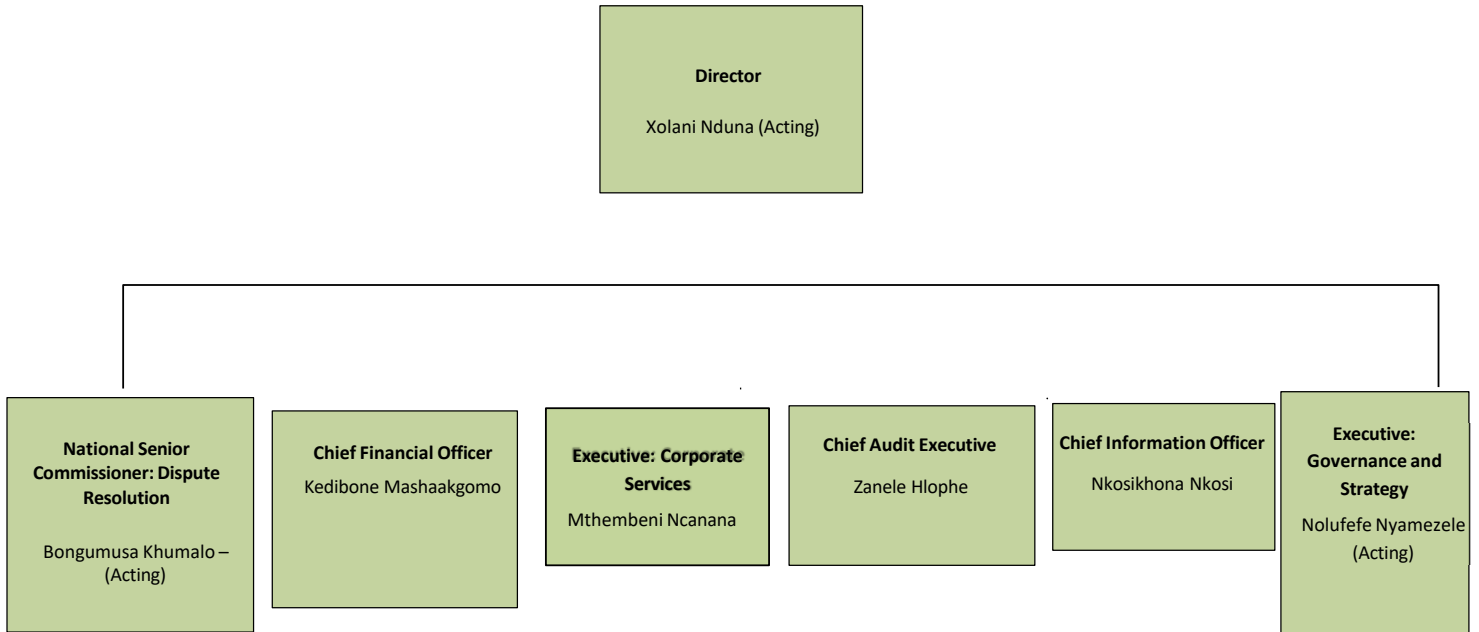 Director
Xolani Nduna (Acting)
National Senior
Commissioner: Dispute
Resolution
Bongumusa Khumalo –
(Acting)
Chief Financial Officer
Kedibone Mashaakgomo
Executive: Corporate
Services
Mthembeni Ncanana
Chief Audit Executive
Zanele Hlophe
Chief Information Officer
Nkosikhona Nkosi
Executive:
Governance and
Strategy
Nolufefe Nyamezele
(Acting)